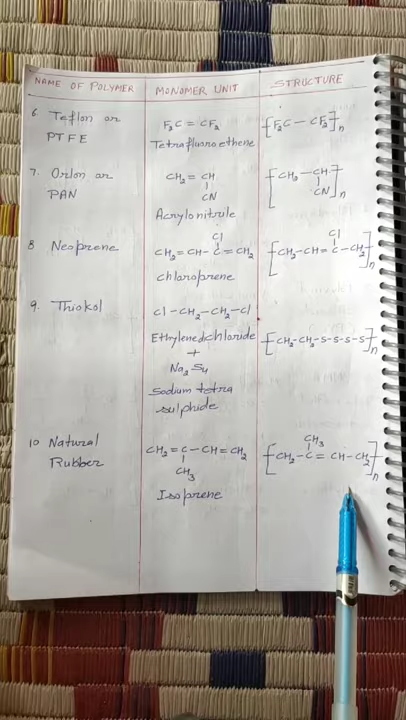 NAME OF POLYMER MONOMER UNIT STRUCTURE
6. Teflon or F₂C = CF₂ [F₂C - CF₂]n
PTFE Tetrafluoroethene
7. Orlon or CH₂ = CH [CH₂ - CH]n
PAN CN CN
Acrylonitrile
Cl Cl
8 Neoprene CH₂=CH-C=CH₂ [CH₂-CH=C-CH₂]n
chloroprene
9. Thiokol Cl-CH₂-CH₂-Cl
Ethylenedchloride [CH₂-CH₂-S-S-S-S]n
+
Na₂S₄
Sodium tetra
sulphide
CH₃
10 Natural CH₂=C-CH=CH₂ [CH₂-C=CH-CH₂]n
Rubber CH₃
Isoprene